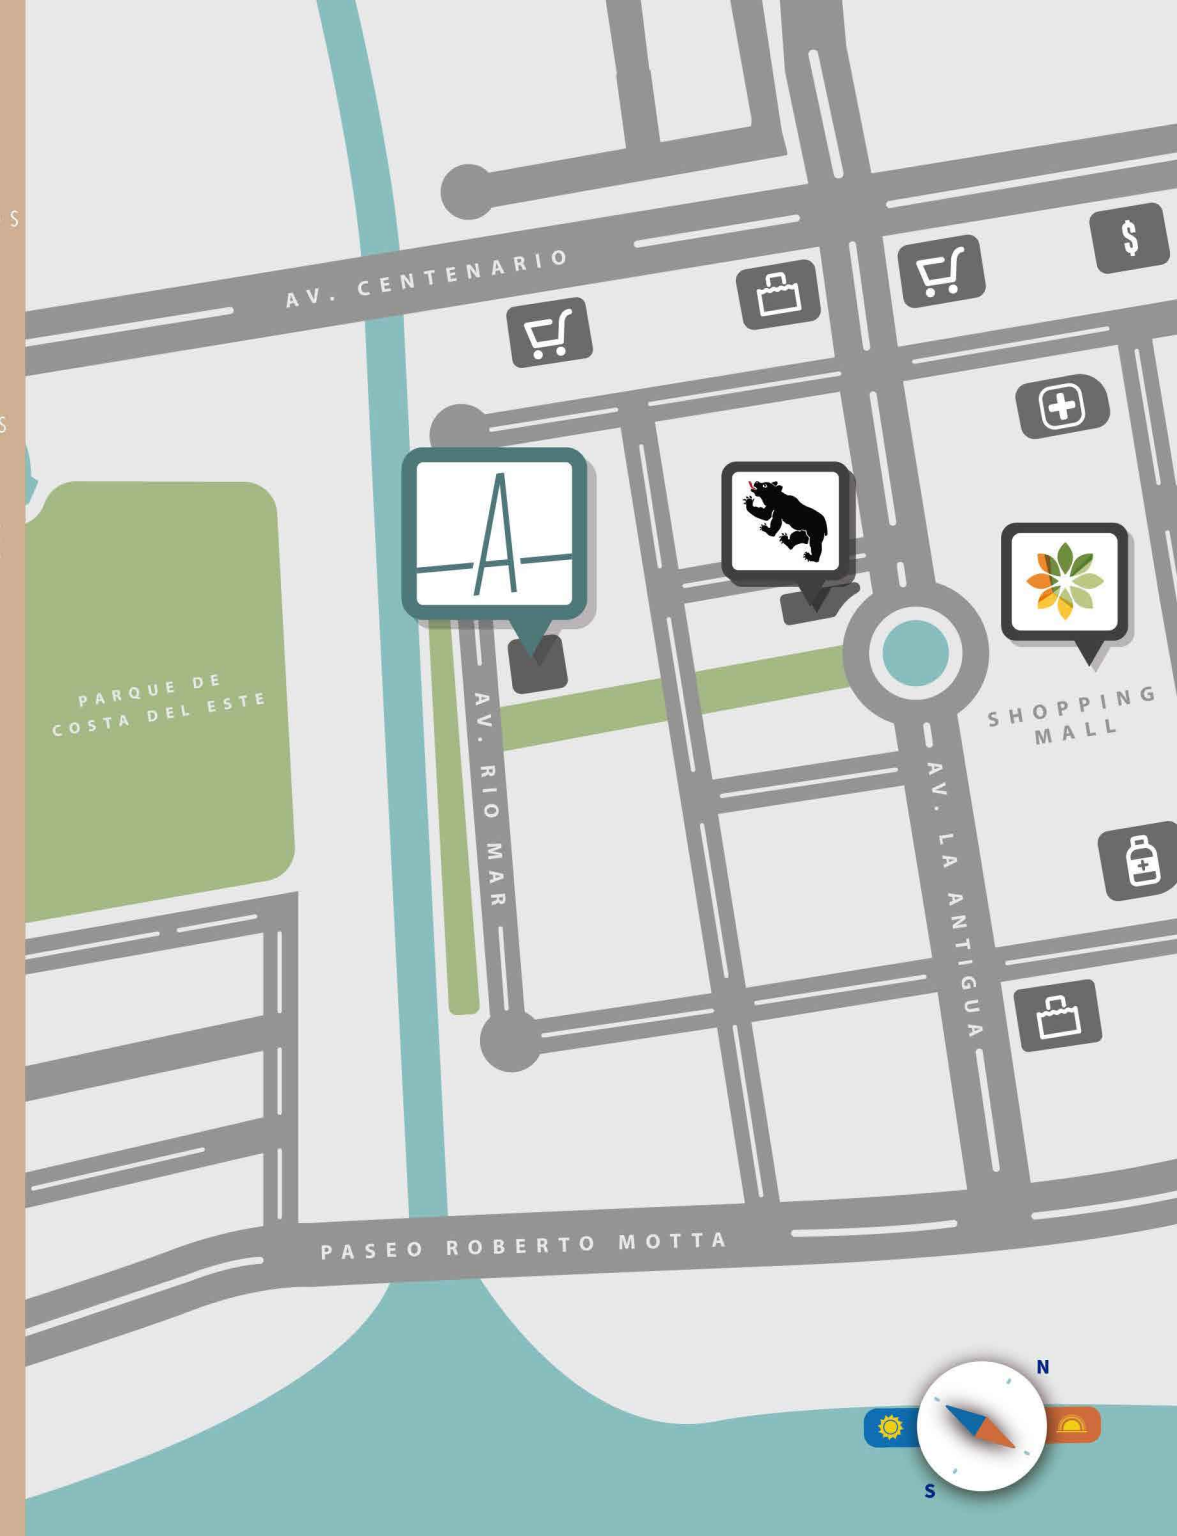 S
AV. CENTENARIO
$
S
PARQUE DE
COSTA DEL ESTE
AV. RIO MAR
SHOPPING
MALL
AV. LA ANTIGUA
PASEO ROBERTO MOTTA
N
S